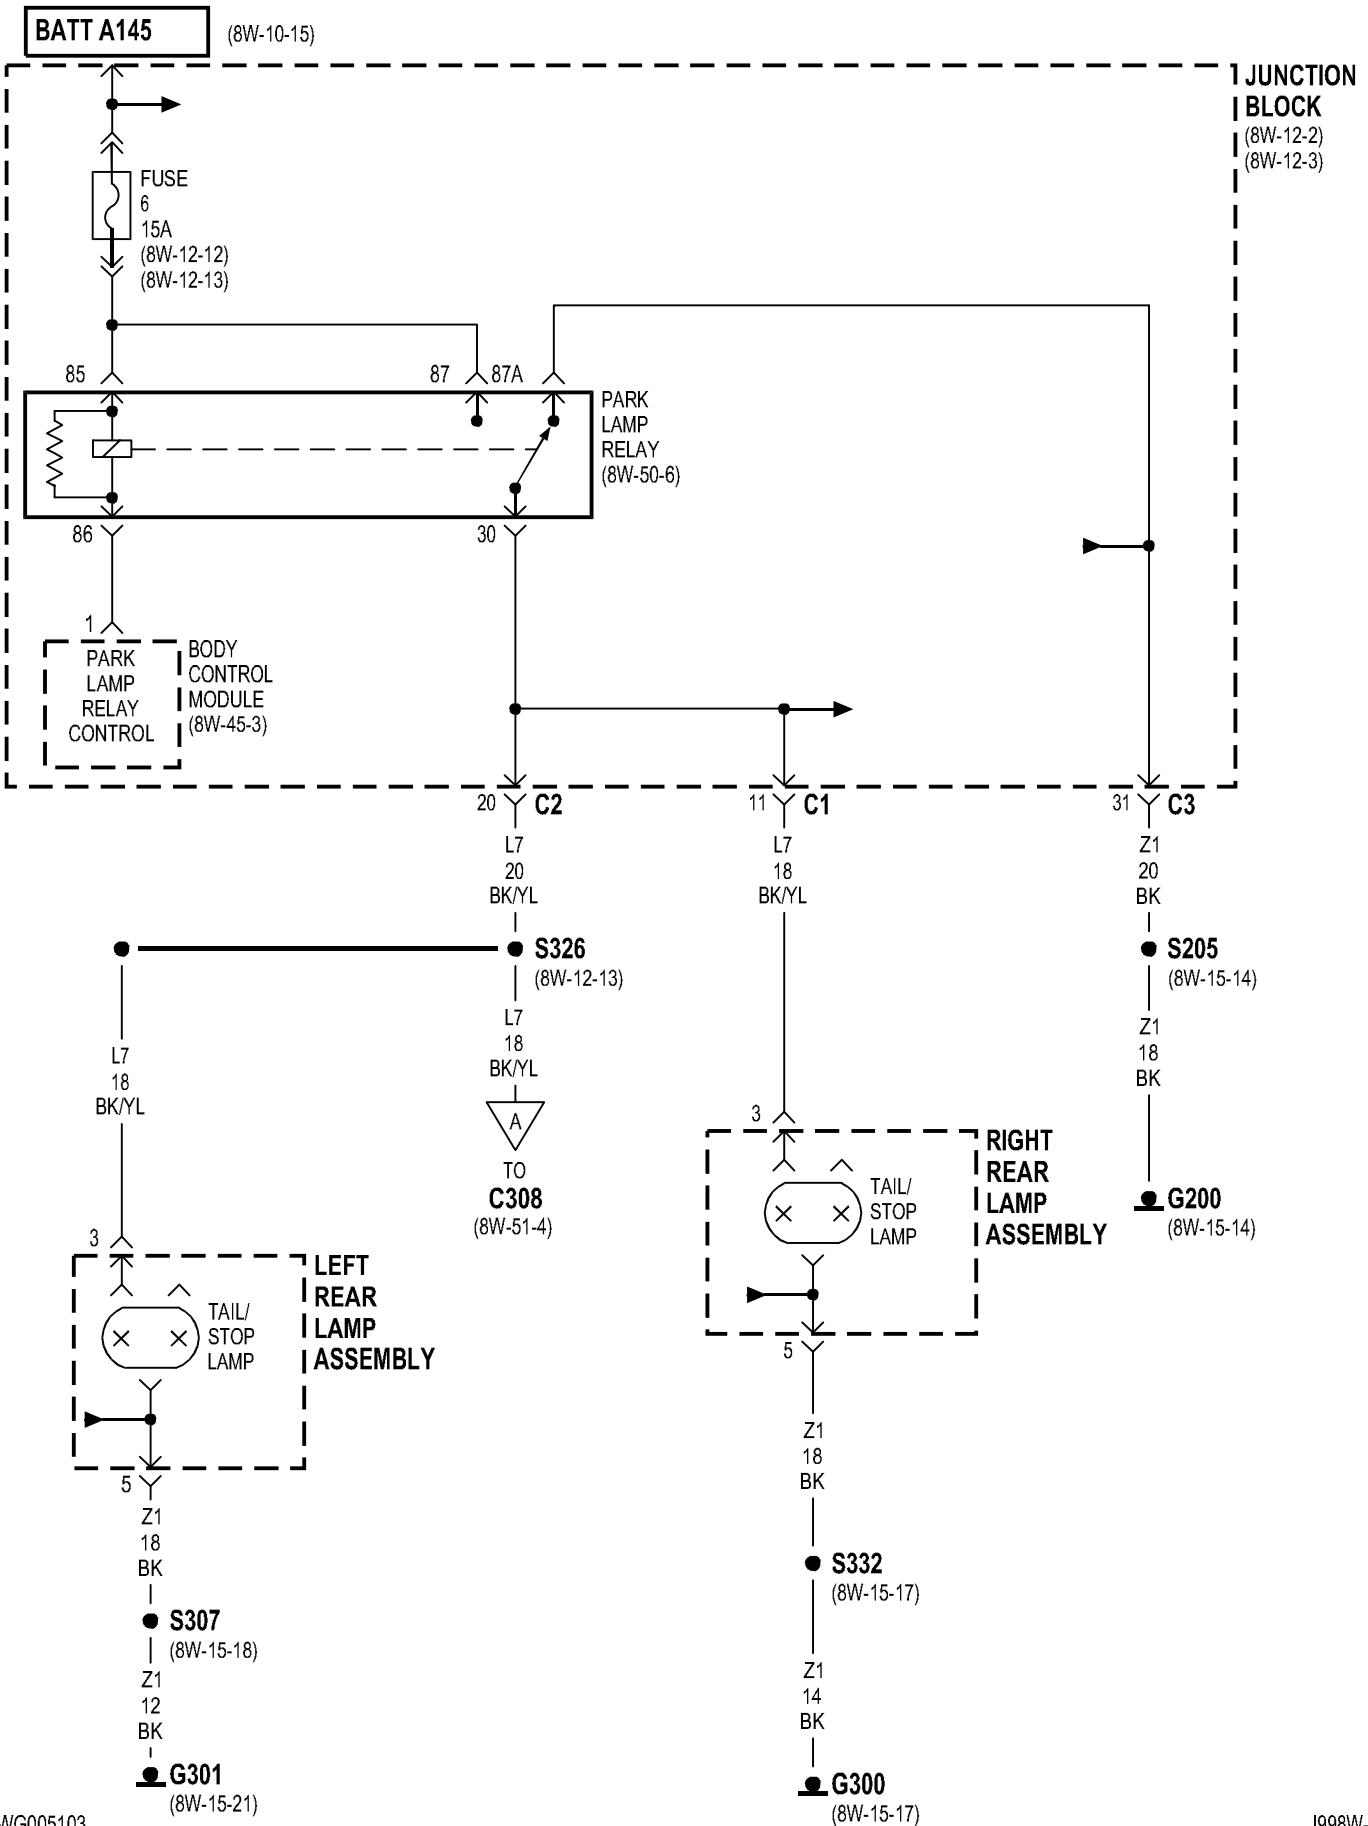 BATT A145
(8W-10-15)
JUNCTION
BLOCK
(8W-12-2)
(8W-12-3)
FUSE
6
15A
(8W-12-12)
(8W-12-13)
85
87
87A
PARK
LAMP
RELAY
(8W-50-6)
86
30
1
PARK
LAMP
RELAY
CONTROL
BODY
CONTROL
MODULE
(8W-45-3)
20
C2
11
C1
31
C3
L7
20
BK/YL
L7
18
BK/YL
Z1
20
BK
S326
(8W-12-13)
S205
(8W-15-14)
L7
18
BK/YL
L7
18
BK/YL
Z1
18
BK
A
TO
C308
(8W-51-4)
3
RIGHT
REAR
LAMP
ASSEMBLY
TAIL/
STOP
LAMP
G200
(8W-15-14)
3
LEFT
REAR
LAMP
ASSEMBLY
TAIL/
STOP
LAMP
5
5
Z1
18
BK
Z1
18
BK
S332
(8W-15-17)
S307
(8W-15-18)
Z1
12
BK
Z1
14
BK
G301
(8W-15-21)
G300
(8W-15-17)
WG005103
J998W-